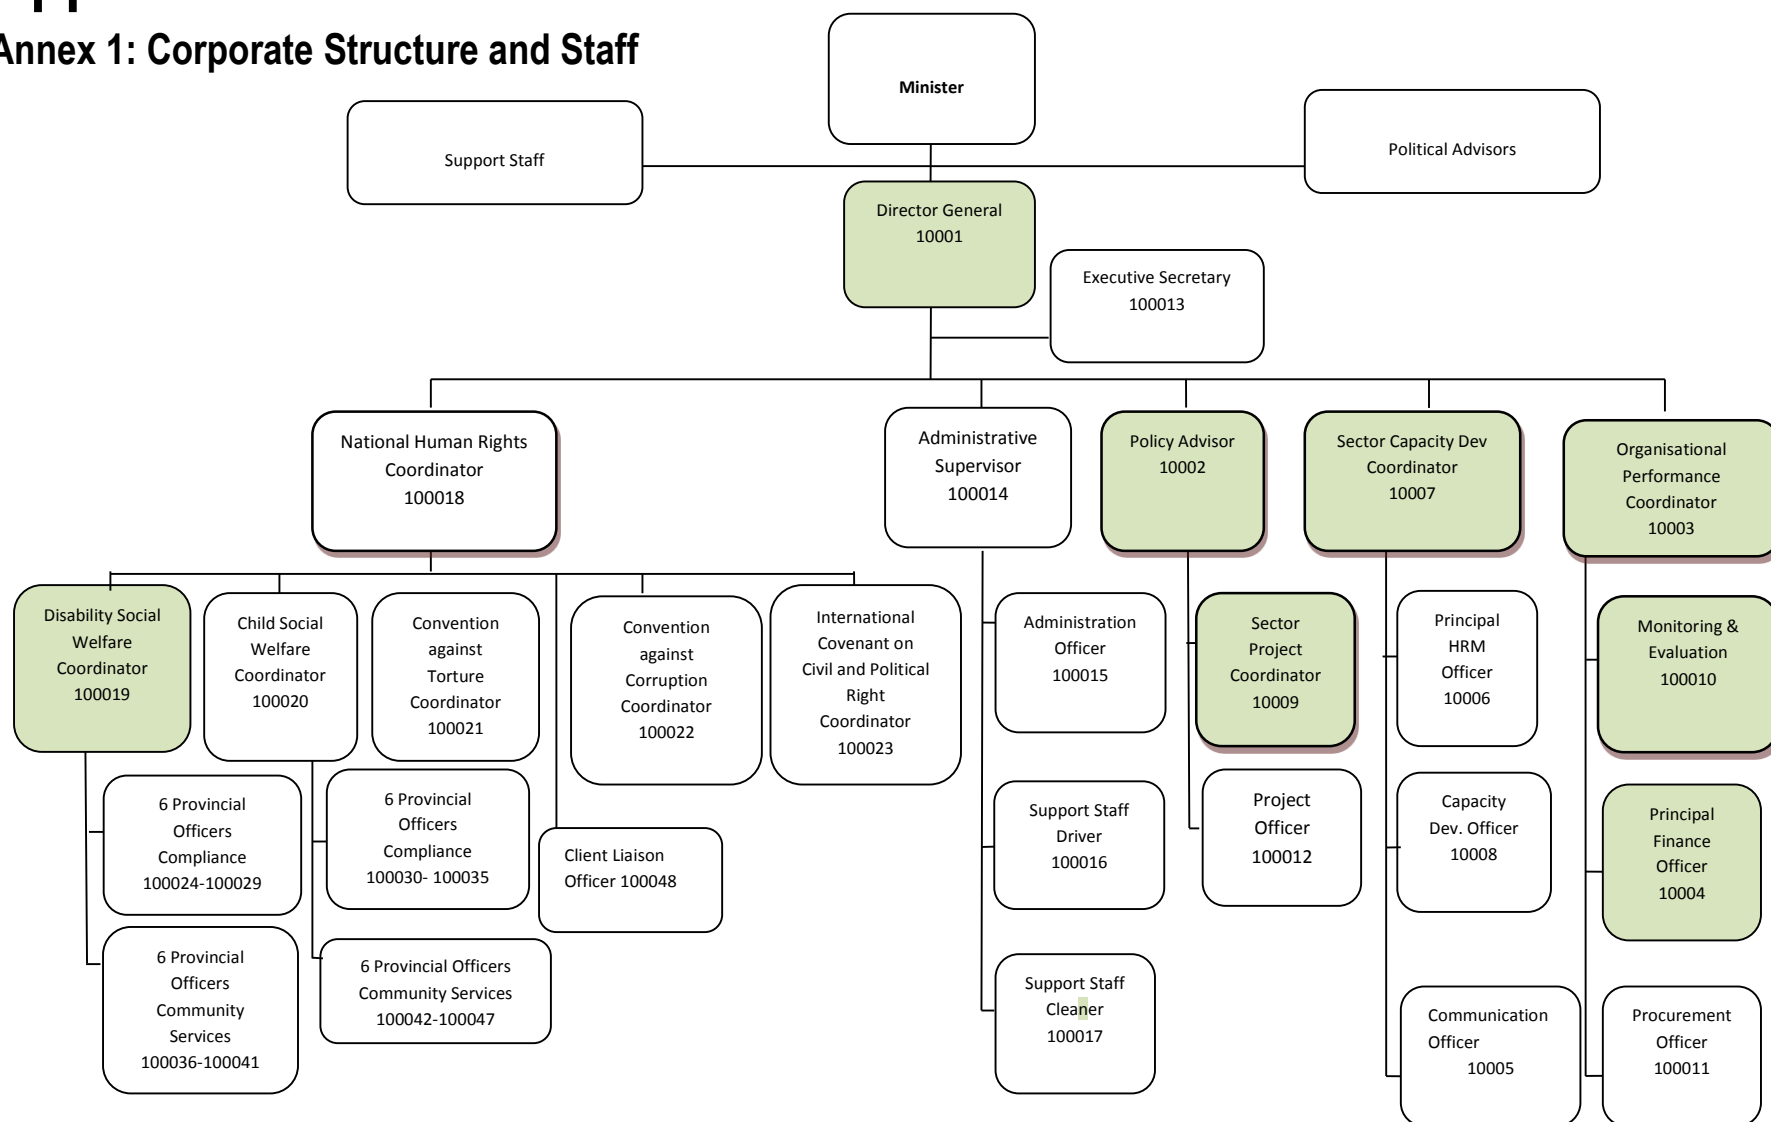 Annex 1: Corporate Structure and Staff
Minister
Support Staff
Political Advisors
Director General
10001
Executive Secretary
100013
National Human Rights
Coordinator
100018
Administrative
Supervisor
100014
Policy Advisor
10002
Sector Capacity Dev
Coordinator
10007
Organisational
Performance
Coordinator
10003
Disability Social
Welfare
Coordinator
100019
Child Social
Welfare
Coordinator
100020
Convention
against
Torture
Coordinator
100021
Convention
against
Corruption
Coordinator
100022
International
Covenant on
Civil and Political
Right
Coordinator
100023
Administration
Officer
100015
Sector
Project
Coordinator
10009
Principal
HRM
Officer
10006
Monitoring &
Evaluation
100010
6 Provincial
Officers
Compliance
100024-100029
6 Provincial
Officers
Compliance
100030- 100035
Client Liaison
Officer 100048
Support Staff
Driver
100016
Project
Officer
100012
Capacity
Dev. Officer
10008
Principal
Finance
Officer
10004
6 Provincial
Officers
Community
Services
100036-100041
6 Provincial Officers
Community Services
100042-100047
Support Staff
Cleaner
100017
Communication
Officer
10005
Procurement
Officer
100011